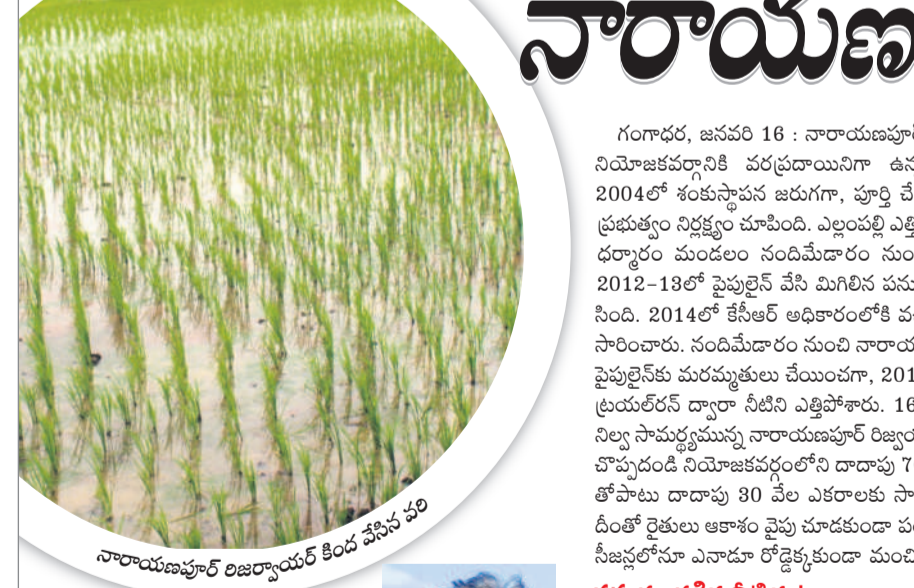 నారాయణ
గంగాధర, జనవరి 16 : నారాయణపూర్
నియోజకవర్గానికి వరప్రదాయినిగా ఉన
2004లో శంకుస్థాపన జరుగగా, పూర్తి చే
ప్రభుత్వం నిర్లక్ష్యం చూపింది. ఎల్లంపల్లి ఎత్తి
ధర్మారం మండలం నందిమేడారం నుం
2012-13లో పైపులైన్ వేసి మిగిలిన పను
సింది. 2014లో కేసీఆర్ అధికారంలోకి వ
సారించారు. నందిమేడారం నుంచి నారాయ
పైపులైన్‌కు మరమ్మతులు చేయించగా, 201
ట్రయల్‌రన్ ద్వారా నీటిని ఎత్తిపోశారు. 16
నిల్వ సామర్థ్యమున్న నారాయణపూర్ రిజ్వయ
చొప్పదండి నియోజకవర్గంలోని దాదాపు 7
తోపాటు దాదాపు 30 వేల ఎకరాలకు సా
దీంతో రైతులు ఆకాశం వైపు చూడకుండా పం
సీజన్లలోనూ ఎనాడూ రోడ్డెక్కకుండా మంచి
నారాయణపూర్ రిజర్వాయర్ కింద వేసిన వరి